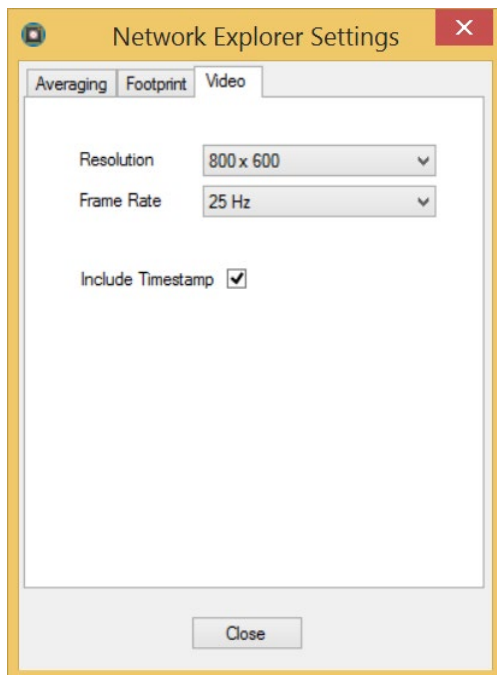 Network Explorer Settings
Averaging Footprint Video
Resolution 800 x 600
Frame Rate 25 Hz
Include Timestamp
Close